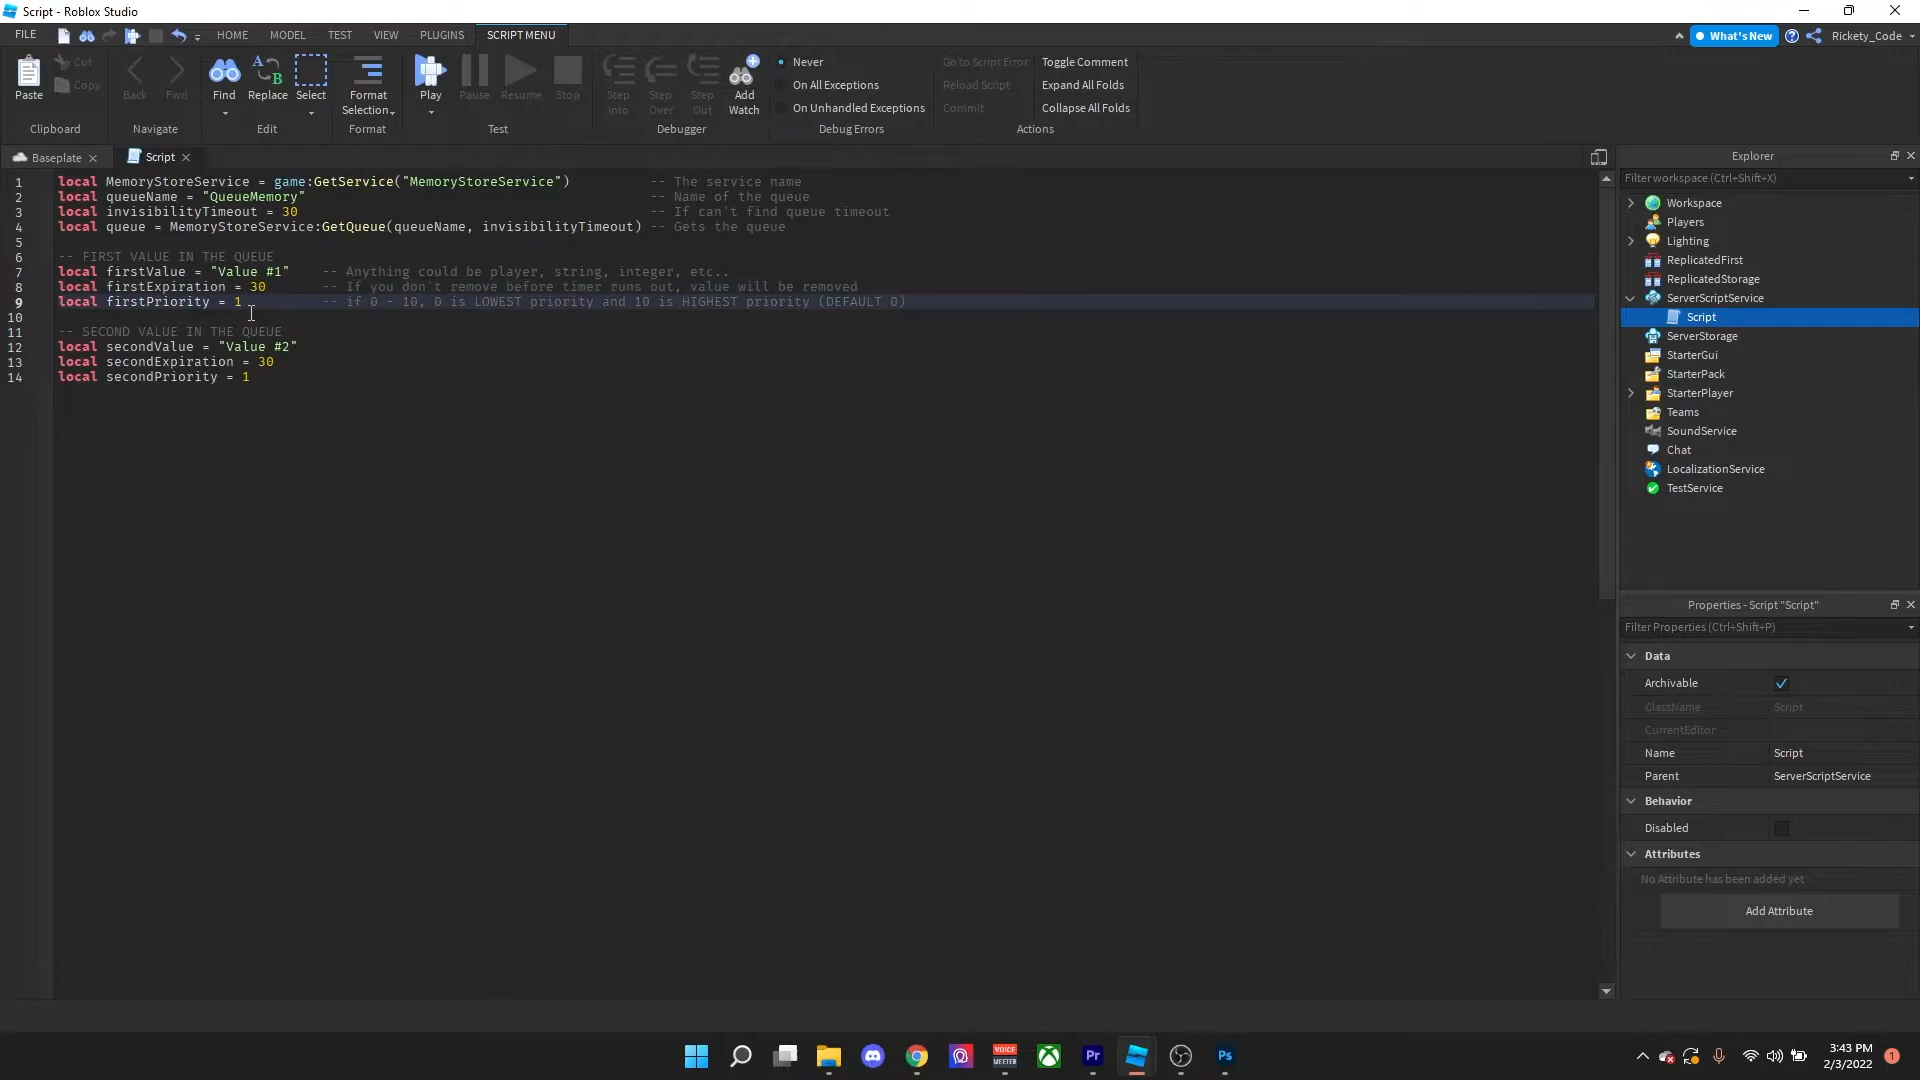 Script - Roblox Studio
FILE
HOME
MODEL
TEST
VIEW
PLUGINS
SCRIPT MENU
What's New
Rickety_Code
Paste
Cut
Copy
Clipboard
Back
Fwd
Navigate
Find
Replace
Select
Edit
Format
Selection
Format
Play
Pause
Resume
Stop
Test
Step
Into
Step
Over
Step
Out
Add
Watch
Debugger
Never
On All Exceptions
On Unhandled Exceptions
Debug Errors
Go to Script Error
Reload Script
Commit
Toggle Comment
Expand All Folds
Collapse All Folds
Actions
Baseplate
Script
1 local MemoryStoreService = game:GetService("MemoryStoreService") -- The service name
2 local queueName = "QueueMemory" -- Name of the queue
3 local invisibilityTimeout = 30 -- If can't find queue timeout
4 local queue = MemoryStoreService:GetQueue(queueName, invisibilityTimeout) -- Gets the queue
5
6 -- FIRST VALUE IN THE QUEUE
7 local firstValue = "Value #1" -- Anything could be player, string, integer, etc..
8 local firstExpiration = 30 -- If you don't remove before timer runs out, value will be removed
9 local firstPriority = 1 -- if 0 - 10, 0 is LOWEST priority and 10 is HIGHEST priority (DEFAULT 0)
10
11 -- SECOND VALUE IN THE QUEUE
12 local secondValue = "Value #2"
13 local secondExpiration = 30
14 local secondPriority = 1
Explorer
Filter workspace (Ctrl+Shift+X)
Workspace
Players
Lighting
ReplicatedFirst
ReplicatedStorage
ServerScriptService
Script
ServerStorage
StarterGui
StarterPack
StarterPlayer
Teams
SoundService
Chat
LocalizationService
TestService
Properties - Script "Script"
Filter Properties (Ctrl+Shift+P)
Data
Archivable
ClassName Script
CurrentEditor
Name Script
Parent ServerScriptService
Behavior
Disabled
Attributes
No Attribute has been added yet
Add Attribute
VOICE
MEETER
Pr
Ps
3:43 PM
2/3/2022
1